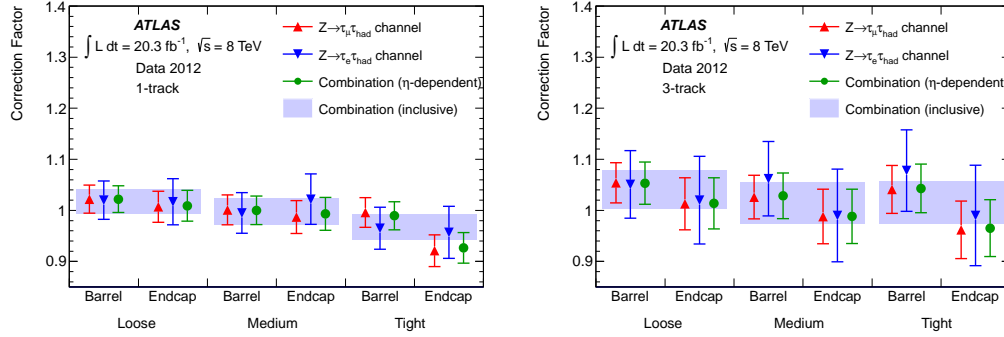 Correction Factor
1.4
1.3
1.2
1.1
1
0.9
ATLAS
∫ L dt = 20.3 fb⁻¹, √s = 8 TeV
Data 2012
1-track
Z→τμτhad channel
Z→τeτhad channel
Combination (η-dependent)
Combination (inclusive)
Barrel Endcap Barrel Endcap Barrel Endcap
Loose Medium Tight
Correction Factor
1.4
1.3
1.2
1.1
1
0.9
ATLAS
∫ L dt = 20.3 fb⁻¹, √s = 8 TeV
Data 2012
3-track
Z→τμτhad channel
Z→τeτhad channel
Combination (η-dependent)
Combination (inclusive)
Barrel Endcap Barrel Endcap Barrel Endcap
Loose Medium Tight